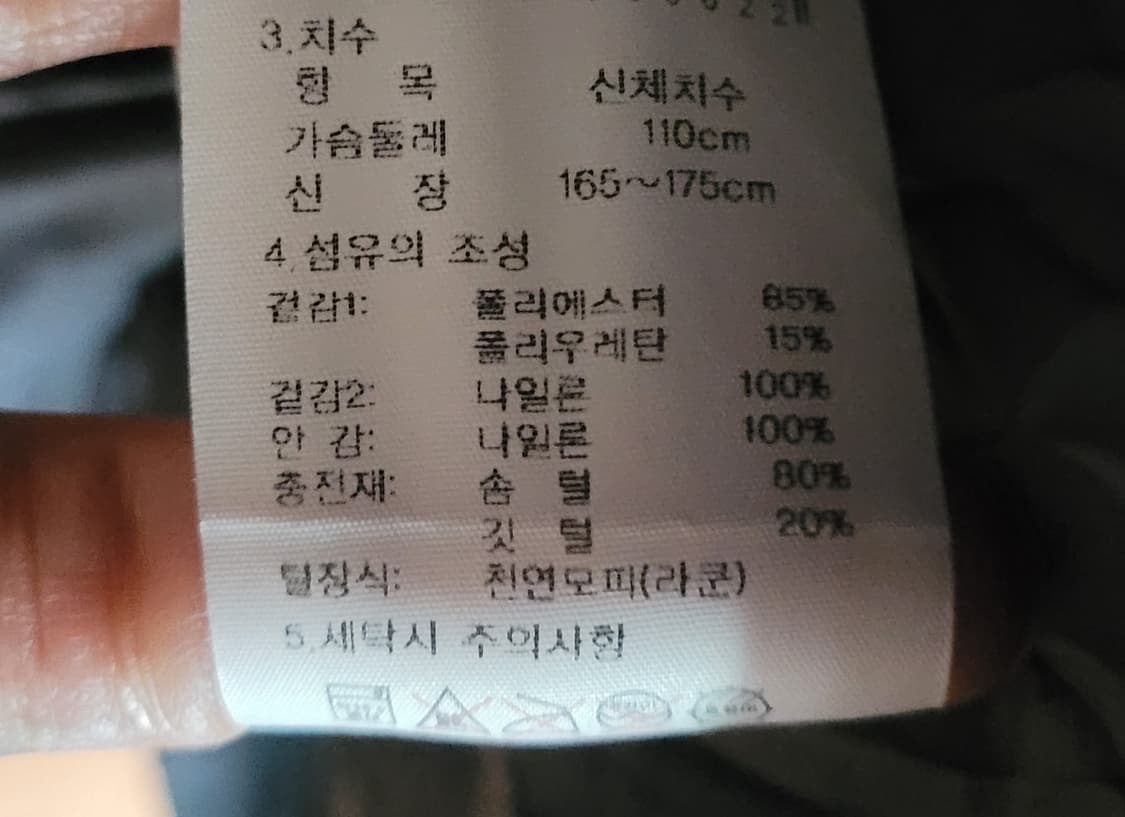 3.치수
항 목 신체치수
가슴둘레 110cm
신 장 165~175cm
4.섬유의 조성
겉감1: 폴리에스터 85%
폴리우레탄 15%
겉감2: 나일론 100%
안 감: 나일론 100%
충전재: 솜 털 80%
깃 털 20%
털장식: 천연모피(라쿤)
5.세탁시 주의사항